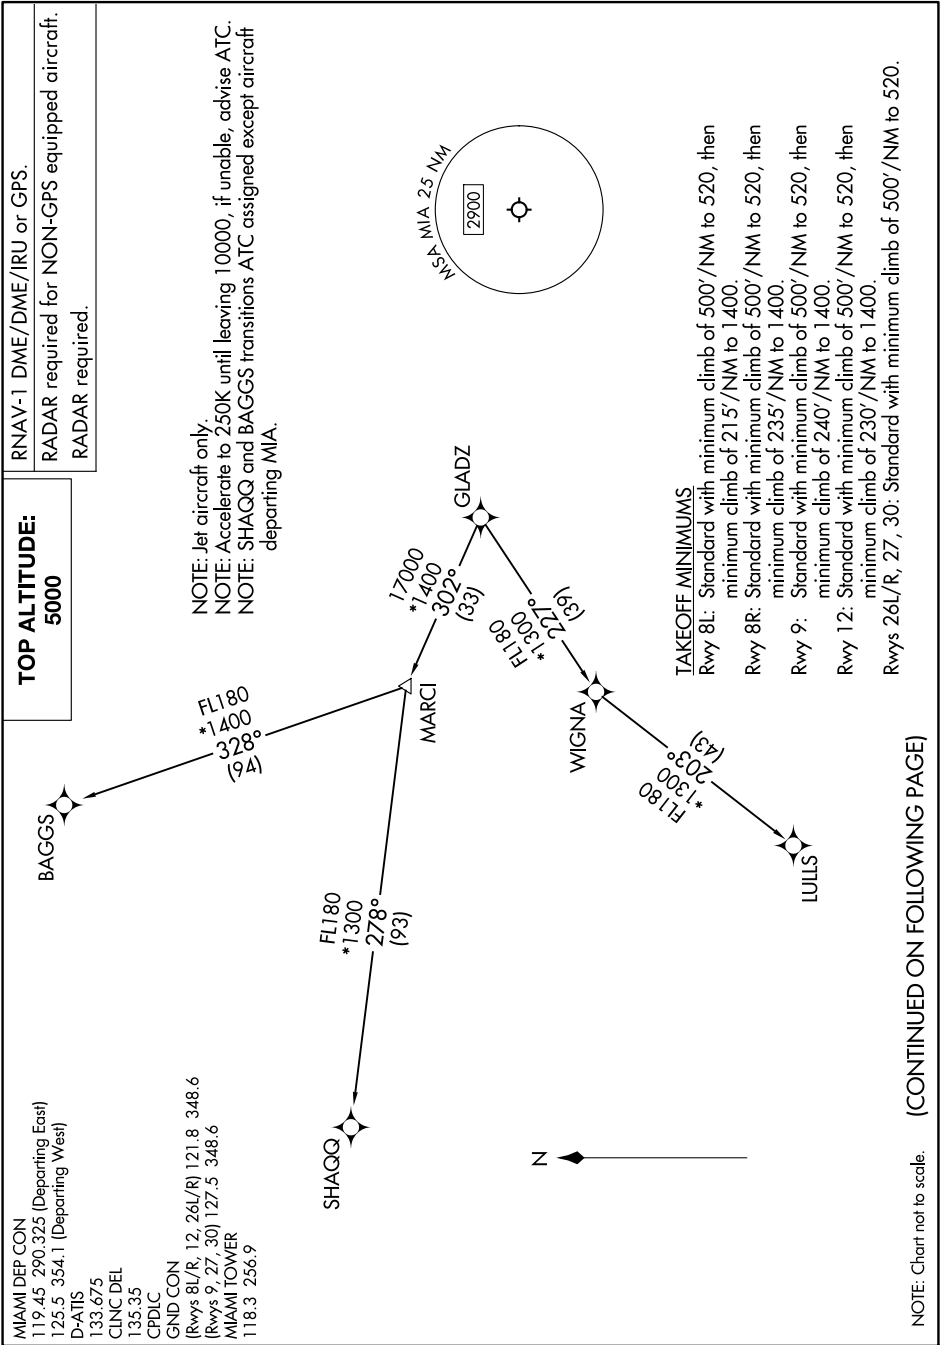 MIAMI DEP CON
119.45 290.325 (Departing East)
125.5 354.1 (Departing West)
D-ATIS
133.675
CLNC DEL
135.35
CPDLC
GND CON
(Rwys 8L/R, 12, 26L/R) 121.8 348.6
(Rwys 9, 27, 30) 127.5 348.6
MIAMI TOWER
118.3 256.9
TOP ALTITUDE:
5000
RNAV-1 DME/DME/IRU or GPS.
RADAR required for NON-GPS equipped aircraft.
RADAR required.
NOTE: Jet aircraft only.
NOTE: Accelerate to 250K until leaving 10000, if unable, advise ATC.
NOTE: SHAQQ and BAGGS transitions ATC assigned except aircraft
departing MIA.
BAGGS
FL180
*1400
328°
(94)
SHAQQ
FL180
*1300
278°
(93)
MARCI
17000
*1400
302°
(33)
GLADZ
FL180
*1300
227°
(39)
WIGNA
FL180
*1300
203°
(43)
LULLS
N
MSA MIA 25 NM
2900
TAKEOFF MINIMUMS
Rwy 8L: Standard with minimum climb of 500'/NM to 520, then
minimum climb of 215'/NM to 1400.
Rwy 8R: Standard with minimum climb of 500'/NM to 520, then
minimum climb of 235'/NM to 1400.
Rwy 9: Standard with minimum climb of 500'/NM to 520, then
minimum climb of 240'/NM to 1400.
Rwy 12: Standard with minimum climb of 500'/NM to 520, then
minimum climb of 230'/NM to 1400.
Rwys 26L/R, 27, 30: Standard with minimum climb of 500'/NM to 520.
NOTE: Chart not to scale.
(CONTINUED ON FOLLOWING PAGE)